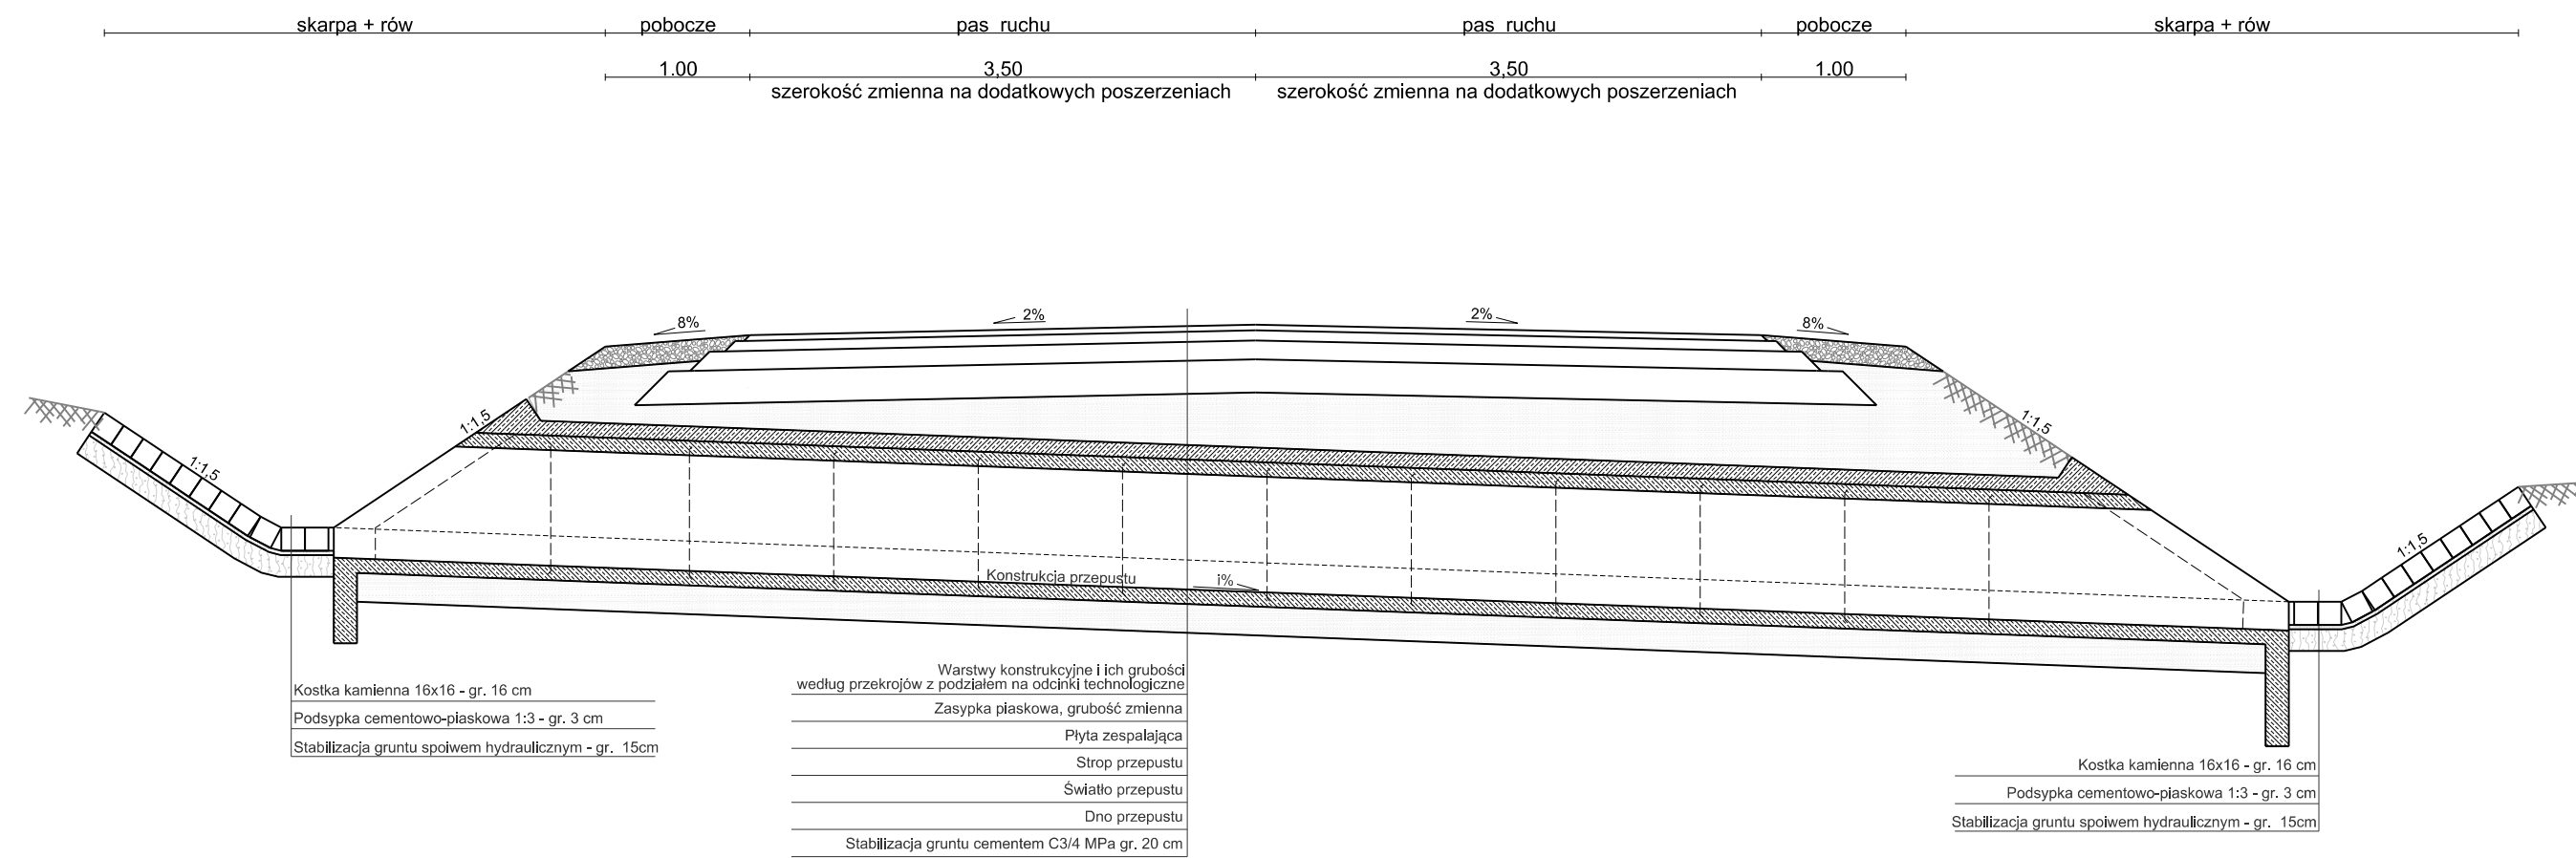 skarpa + rów
pobocze
pas ruchu
pas ruchu
pobocze
skarpa + rów
1.00
3,50
3,50
1.00
szerokość zmienna na dodatkowych poszerzeniach
szerokość zmienna na dodatkowych poszerzeniach
8%
2%
2%
8%
1:1,5
1:1,5
1:1,5
1:1,5
Konstrukcja przepustu
i%
Kostka kamienna 16x16 - gr. 16 cm
Podsypka cementowo-piaskowa 1:3 - gr. 3 cm
Stabilizacja gruntu spoiwem hydraulicznym - gr. 15cm
Warstwy konstrukcyjne i ich grubości
według przekrojów z podziałem na odcinki technologiczne
Zasypka piaskowa, grubość zmienna
Płyta zespalająca
Strop przepustu
Światło przepustu
Dno przepustu
Stabilizacja gruntu cementem C3/4 MPa gr. 20 cm
Kostka kamienna 16x16 - gr. 16 cm
Podsypka cementowo-piaskowa 1:3 - gr. 3 cm
Stabilizacja gruntu spoiwem hydraulicznym - gr. 15cm